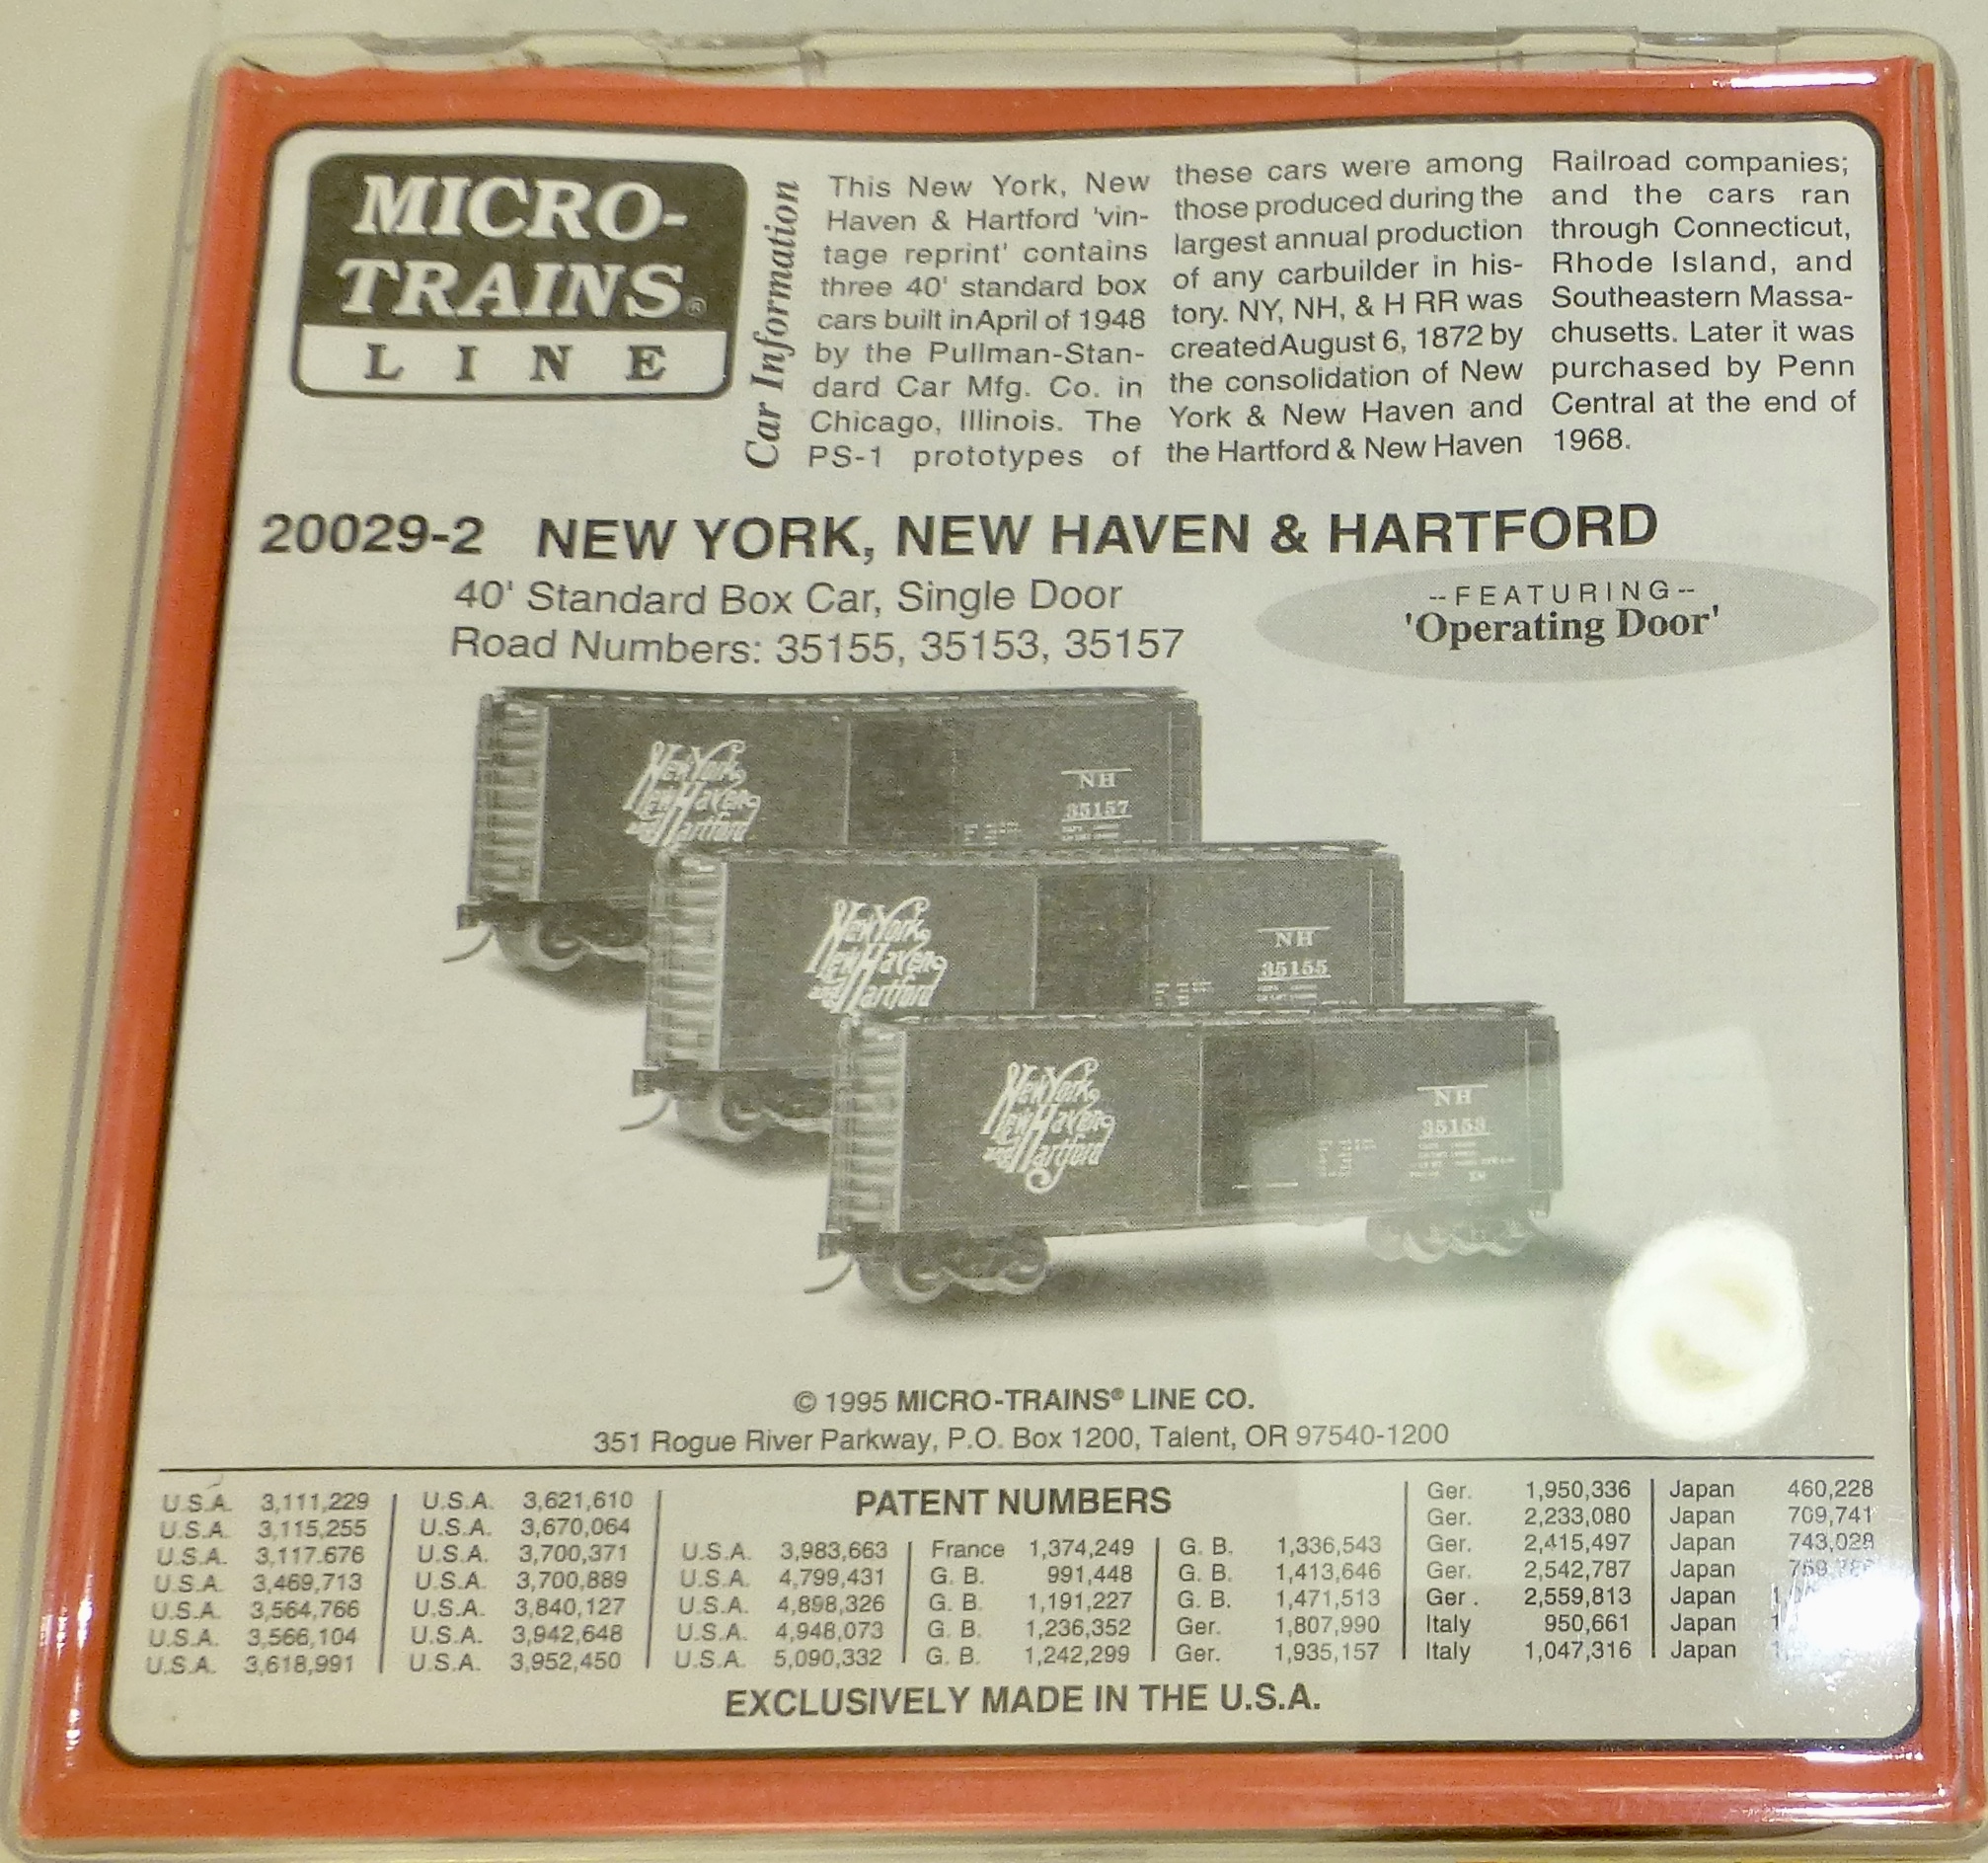 MICRO-
TRAINS®
LINE
Car Information
This New York, New
Haven & Hartford 'vin-
tage reprint' contains
three 40' standard box
cars built in April of 1948
by the Pullman-Stan-
dard Car Mfg. Co. in
Chicago, Illinois. The
PS-1 prototypes of
these cars were among
those produced during the
largest annual production
of any carbuilder in his-
tory. NY, NH, & H RR was
created August 6, 1872 by
the consolidation of New
York & New Haven and
the Hartford & New Haven
Railroad companies;
and the cars ran
through Connecticut,
Rhode Island, and
Southeastern Massa-
chusetts. Later it was
purchased by Penn
Central at the end of
1968.
20029-2 NEW YORK, NEW HAVEN & HARTFORD
40' Standard Box Car, Single Door
Road Numbers: 35155, 35153, 35157
--FEATURING--
'Operating Door'
New York,
New Haven
and Hartford
NH
35157
New York,
New Haven
and Hartford
NH
35155
New York,
New Haven
and Hartford
NH
35153
© 1995 MICRO-TRAINS® LINE CO.
351 Rogue River Parkway, P.O. Box 1200, Talent, OR 97540-1200
PATENT NUMBERS
U.S.A. 3,111,229
U.S.A. 3,115,255
U.S.A. 3,117.676
U.S.A. 3,469,713
U.S.A. 3,564,766
U.S.A. 3,566,104
U.S.A. 3,618,991
U.S.A. 3,621,610
U.S.A. 3,670,064
U.S.A. 3,700,371
U.S.A. 3,700,889
U.S.A. 3,840,127
U.S.A. 3,942,648
U.S.A. 3,952,450
U.S.A. 3,983,663
U.S.A. 4,799,431
U.S.A. 4,898,326
U.S.A. 4,948,073
U.S.A. 5,090,332
France 1,374,249
G. B. 991,448
G. B. 1,191,227
G. B. 1,236,352
G. B. 1,242,299
G. B. 1,336,543
G. B. 1,413,646
G. B. 1,471,513
Ger. 1,807,990
Ger. 1,935,157
Ger. 1,950,336
Ger. 2,233,080
Ger. 2,415,497
Ger. 2,542,787
Ger . 2,559,813
Italy 950,661
Italy 1,047,316
Japan 460,228
Japan 709,741
Japan 743,028
Japan
Japan
Japan
Japan
EXCLUSIVELY MADE IN THE U.S.A.